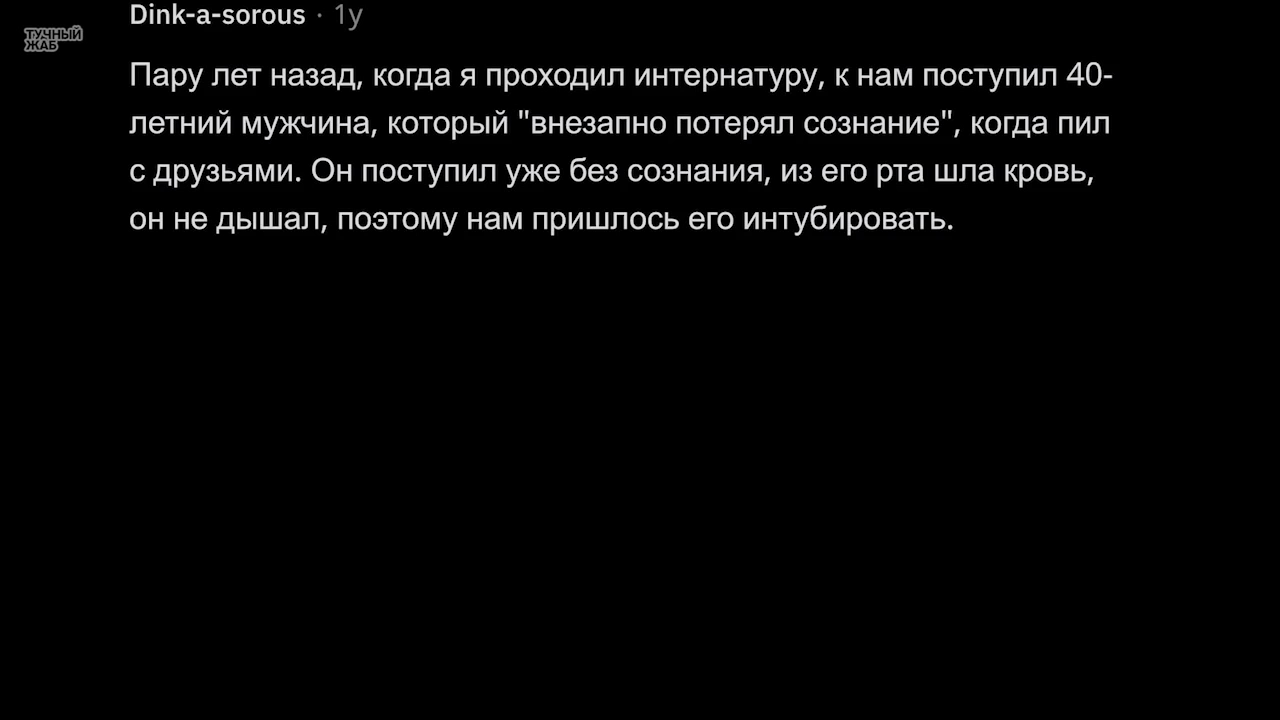 Dink-a-sorous · 1y
ТУЧНЫЙ
ЖАБ
Пару лет назад, когда я проходил интернатуру, к нам поступил 40-
летний мужчина, который "внезапно потерял сознание", когда пил
с друзьями. Он поступил уже без сознания, из его рта шла кровь,
он не дышал, поэтому нам пришлось его интубировать.